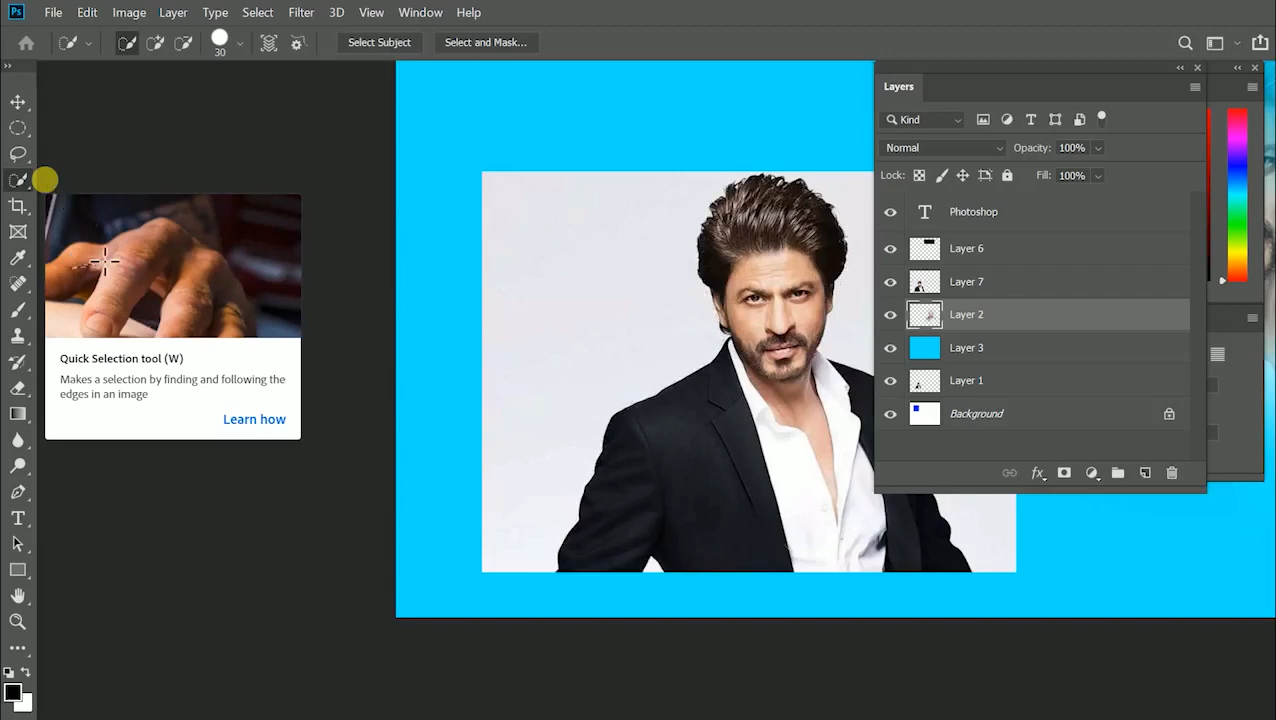 Ps File Edit Image Layer Type Select Filter 3D View Window Help
30 Select Subject Select and Mask...
Layers
Kind
Normal Opacity: 100%
Lock: Fill: 100%
Photoshop
Layer 6
Layer 7
Layer 2
Layer 3
Layer 1
Background
Quick Selection tool (W)
Makes a selection by finding and following the
edges in an image
Learn how